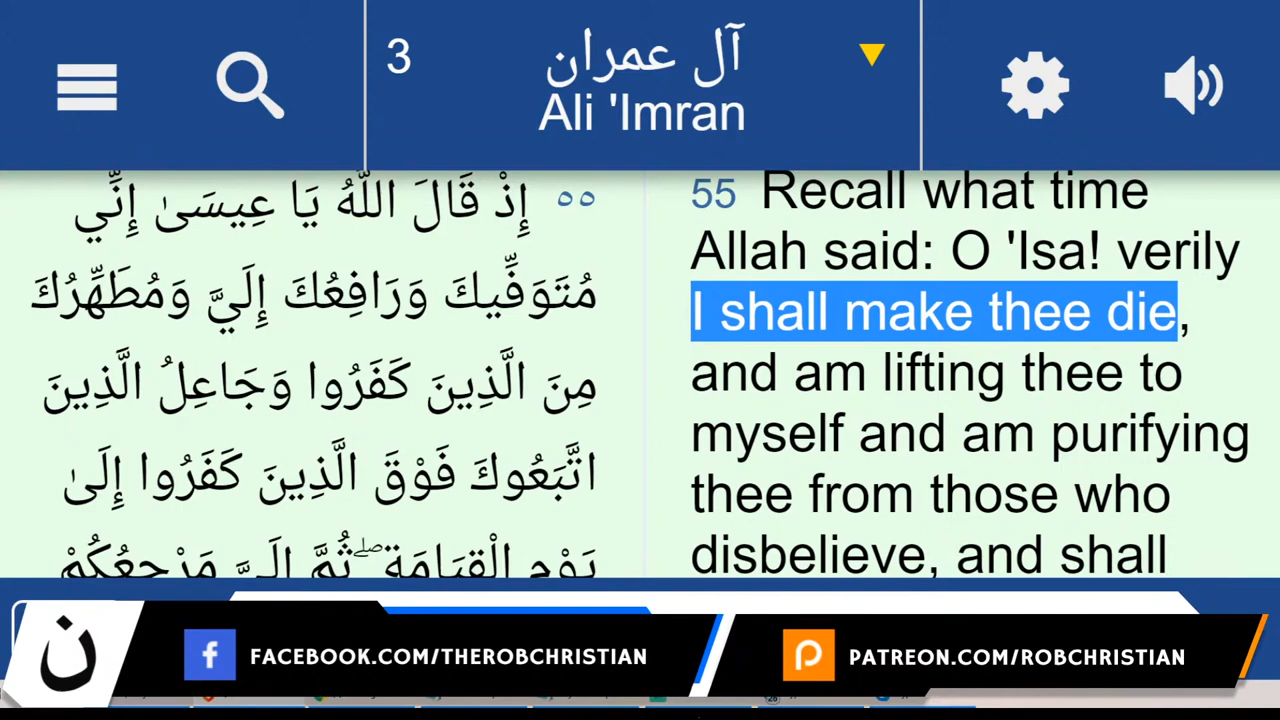 3
آل عمران
Ali 'Imran
٥٥ إِذْ قَالَ اللَّهُ يَا عِيسَىٰ إِنِّي
مُتَوَفِّيكَ وَرَافِعُكَ إِلَيَّ وَمُطَهِّرُكَ
مِنَ الَّذِينَ كَفَرُوا وَجَاعِلُ الَّذِينَ
اتَّبَعُوكَ فَوْقَ الَّذِينَ كَفَرُوا إِلَىٰ
يَوْمِ الْقِيَامَةِ ۖ ثُمَّ إِلَيَّ مَرْجِعُكُمْ
55 Recall what time
Allah said: O 'Isa! verily
I shall make thee die,
and am lifting thee to
myself and am purifying
thee from those who
disbelieve, and shall
ن
FACEBOOK.COM/THEROBCHRISTIAN
PATREON.COM/ROBCHRISTIAN